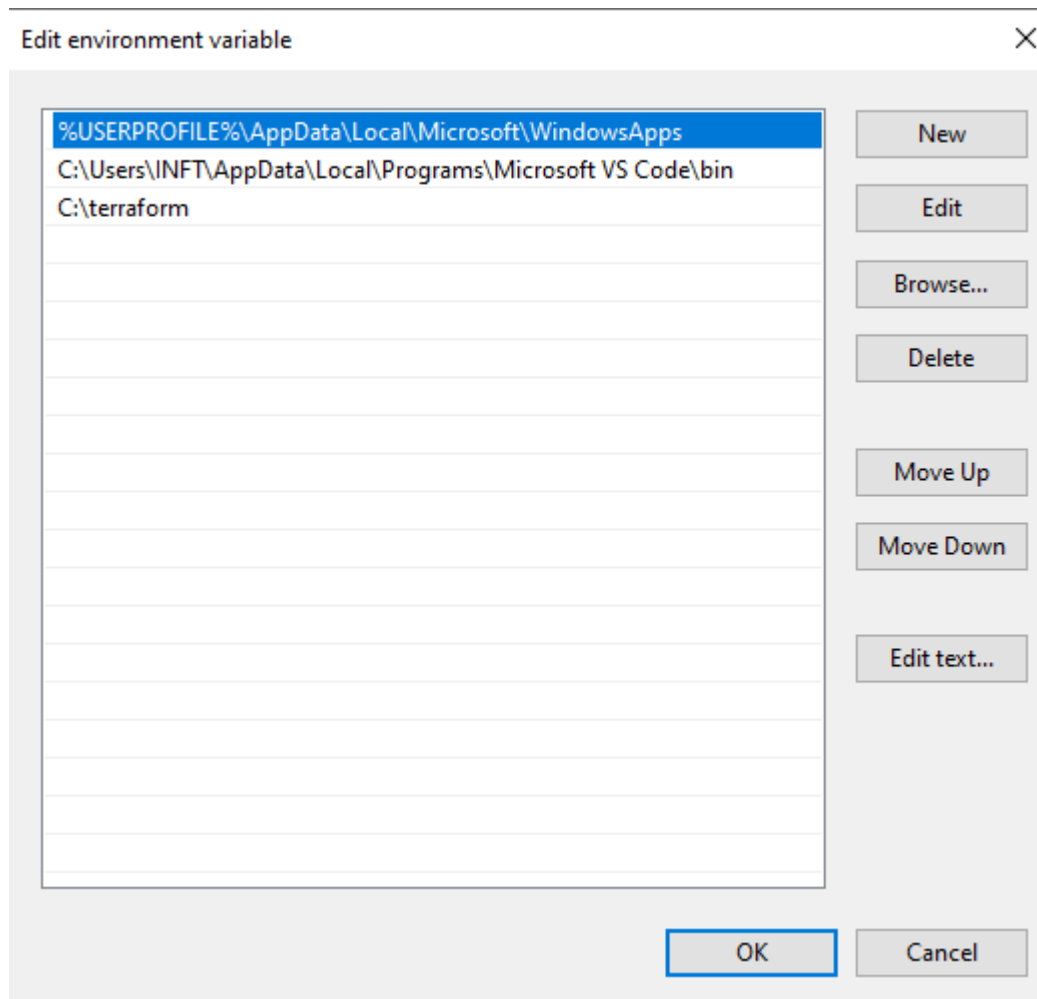 Edit environment variable
%USERPROFILE%\AppData\Local\Microsoft\WindowsApps
C:\Users\INFT\AppData\Local\Programs\Microsoft VS Code\bin
C:\terraform
New
Edit
Browse...
Delete
Move Up
Move Down
Edit text...
OK
Cancel